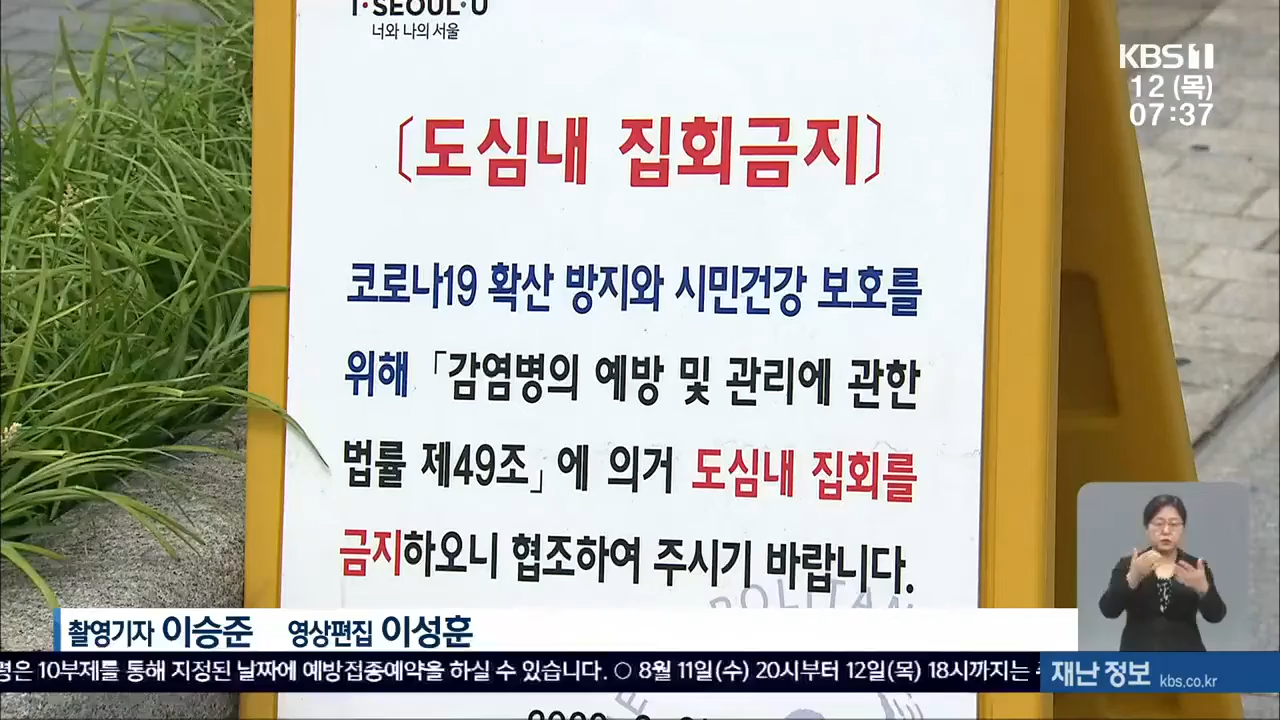 I·SEOUL·U
너와 나의 서울
KBS 1
12 (목)
07:37
〔도심내 집회금지〕
코로나19 확산 방지와 시민건강 보호를
위해 「감염병의 예방 및 관리에 관한
법률 제49조」에 의거 도심내 집회를
금지하오니 협조하여 주시기 바랍니다.
촬영기자 이승준 영상편집 이성훈
10부제를 통해 지정된 날짜에 예방접종예약을 하실 수 있습니다. ○ 8월 11일(수) 20시부터 12일(목) 18시까지는
재난 정보 kbs.co.kr